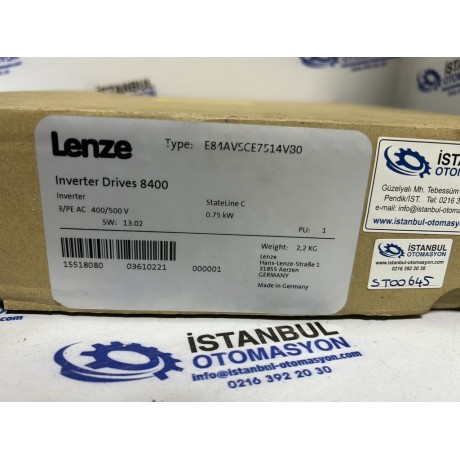 Lenze Type: E84AVSCE7514VB0
Inverter Drives 8400
Inverter StateLine C
3/PE AC 400/500 V 0.75 kW
SW: 13.02 PU: 1
Weight: 2,2 KG
15518080 03610221 000001
Lenze
Hans-Lenze-Straße 1
31855 Aerzen
GERMANY
Made in Germany
İSTANBUL
OTOMASYON
Güzelyalı Mh. Tebessüm
Pendik/İST. Tel: 0216 3
e-mail: info@istanbul-otom
www.istanbul-otomasyo
İSTANBUL
OTOMASYON
0216 392 20 30
ST00645
İSTANBUL
OTOMASYON
info@istanbul-otomasyon.com
0216 392 20 30